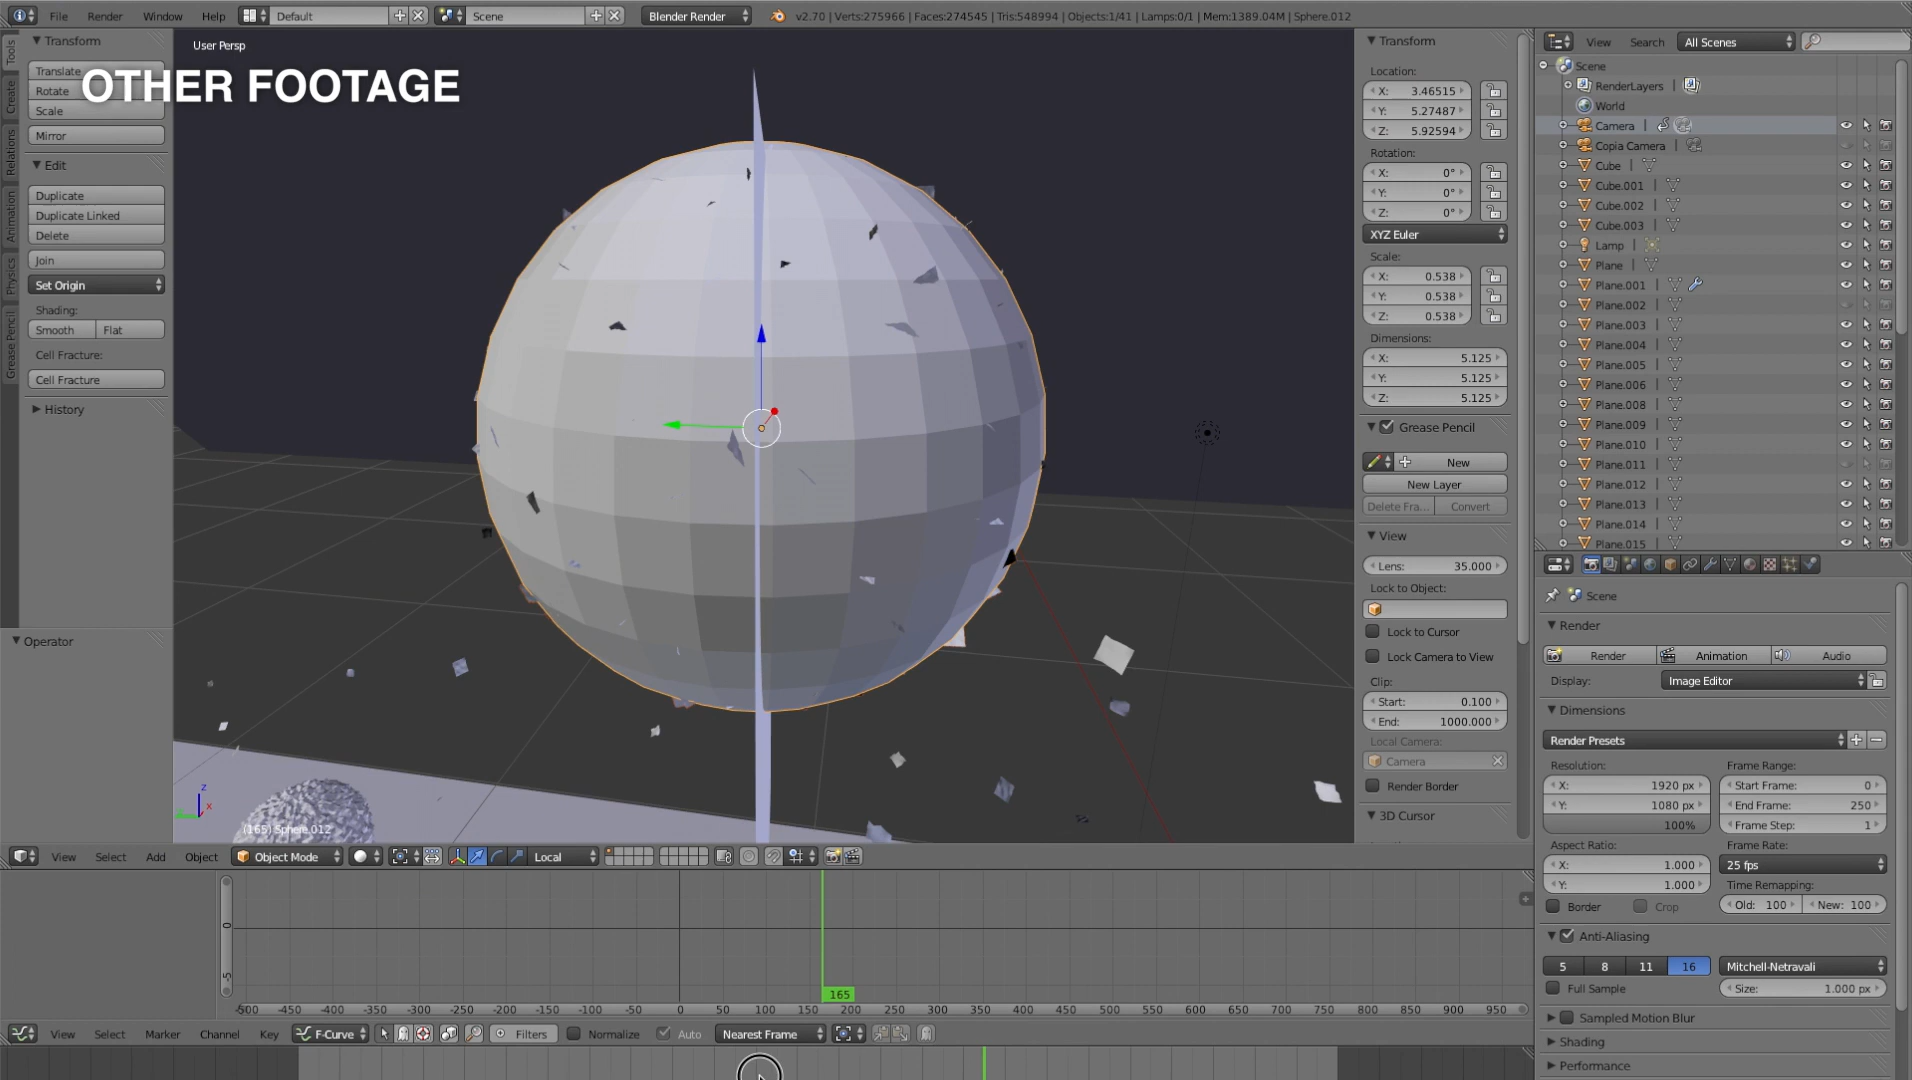 File Render Window Help Default Scene Blender Render v2.70 | Verts:275966 | Faces:274545 | Tris:548994 | Objects:1/41 | Lamps:0/1 | Mem:1389.04M | Sphere.012
Tools
Create
Relations
Animation
Physics
Grease Pencil
Transform
Translate
Rotate
Scale
Mirror
Edit
Duplicate
Duplicate Linked
Delete
Join
Set Origin
Shading:
Smooth Flat
Cell Fracture:
Cell Fracture
History
Operator
User Persp
OTHER FOOTAGE
z
x
(165) Sphere.012
Transform
Location:
X: 3.46515
Y: 5.27487
Z: 5.92594
Rotation:
X: 0°
Y: 0°
Z: 0°
XYZ Euler
Scale:
X: 0.538
Y: 0.538
Z: 0.538
Dimensions:
X: 5.125
Y: 5.125
Z: 5.125
Grease Pencil
New
New Layer
Delete Fra... Convert
View
Lens: 35.000
Lock to Object:
Lock to Cursor
Lock Camera to View
Clip:
Start: 0.100
End: 1000.000
Local Camera:
Camera
Render Border
3D Cursor
View Search All Scenes
Scene
RenderLayers |
World
Camera |
Copia Camera |
Cube |
Cube.001 |
Cube.002 |
Cube.003 |
Lamp |
Plane |
Plane.001 |
Plane.002 |
Plane.003 |
Plane.004 |
Plane.005 |
Plane.006 |
Plane.008 |
Plane.009 |
Plane.010 |
Plane.011 |
Plane.012 |
Plane.013 |
Plane.014 |
Plane.015 |
Scene
Render
Render Animation Audio
Display: Image Editor
Dimensions
Render Presets
Resolution: Frame Range:
X: 1920 px Start Frame: 0
Y: 1080 px End Frame: 250
100% Frame Step: 1
Aspect Ratio: Frame Rate:
X: 1.000 25 fps
Y: 1.000 Time Remapping:
Border Crop Old: 100 New: 100
Anti-Aliasing
5 8 11 16 Mitchell-Netravali
Full Sample Size: 1.000 px
Sampled Motion Blur
Shading
Performance
View Select Add Object Object Mode Local
0
-5
165
-500 -450 -400 -350 -300 -250 -200 -150 -100 -50 0 50 100 150 200 250 300 350 400 450 500 550 600 650 700 750 800 850 900 950
View Select Marker Channel Key F-Curve Filters Normalize Auto Nearest Frame